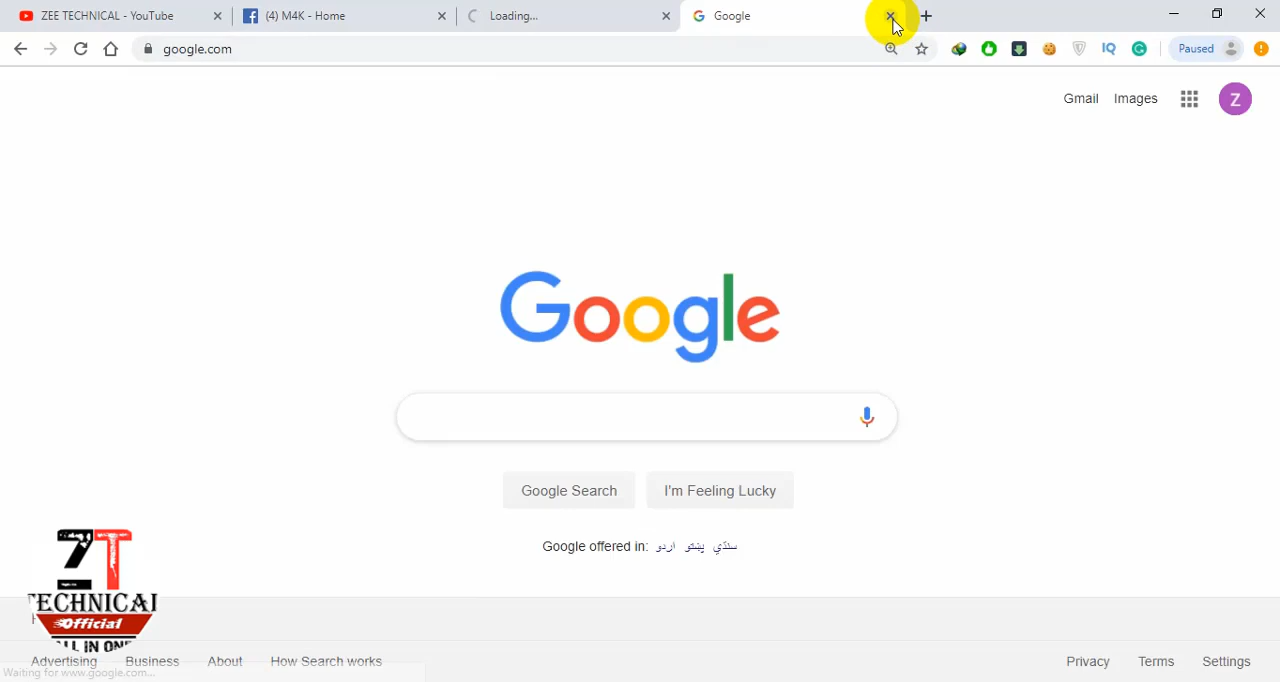 ZEE TECHNICAL - YouTube
(4) M4K - Home
Loading...
Google
google.com
IQ
Paused
Gmail
Images
Z
Google
Google Search
I'm Feeling Lucky
Google offered in: اردو پښتو سنڌي
ZT
TECHNICAL
Official
ALL IN ONE
Advertising
Business
About
How Search works
Privacy
Terms
Settings
Waiting for www.google.com...